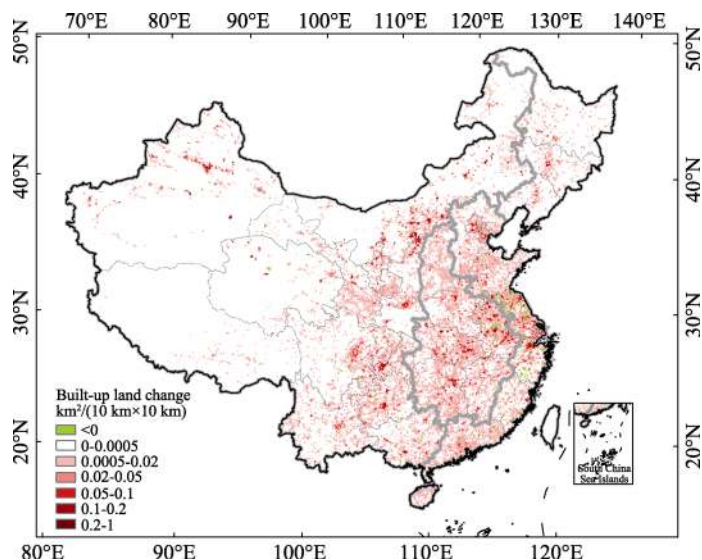 70°E 80°E 90°E 100°E 110°E 120°E 130°E 140°E
50°N 50°N
40°N 40°N
30°N 30°N
20°N 20°N
Built-up land change
km²/(10 km×10 km)
<0
0-0.0005
0.0005-0.02
0.02-0.05
0.05-0.1
0.1-0.2
0.2-1
South China
Sea Islands
80°E 90°E 100°E 110°E 120°E